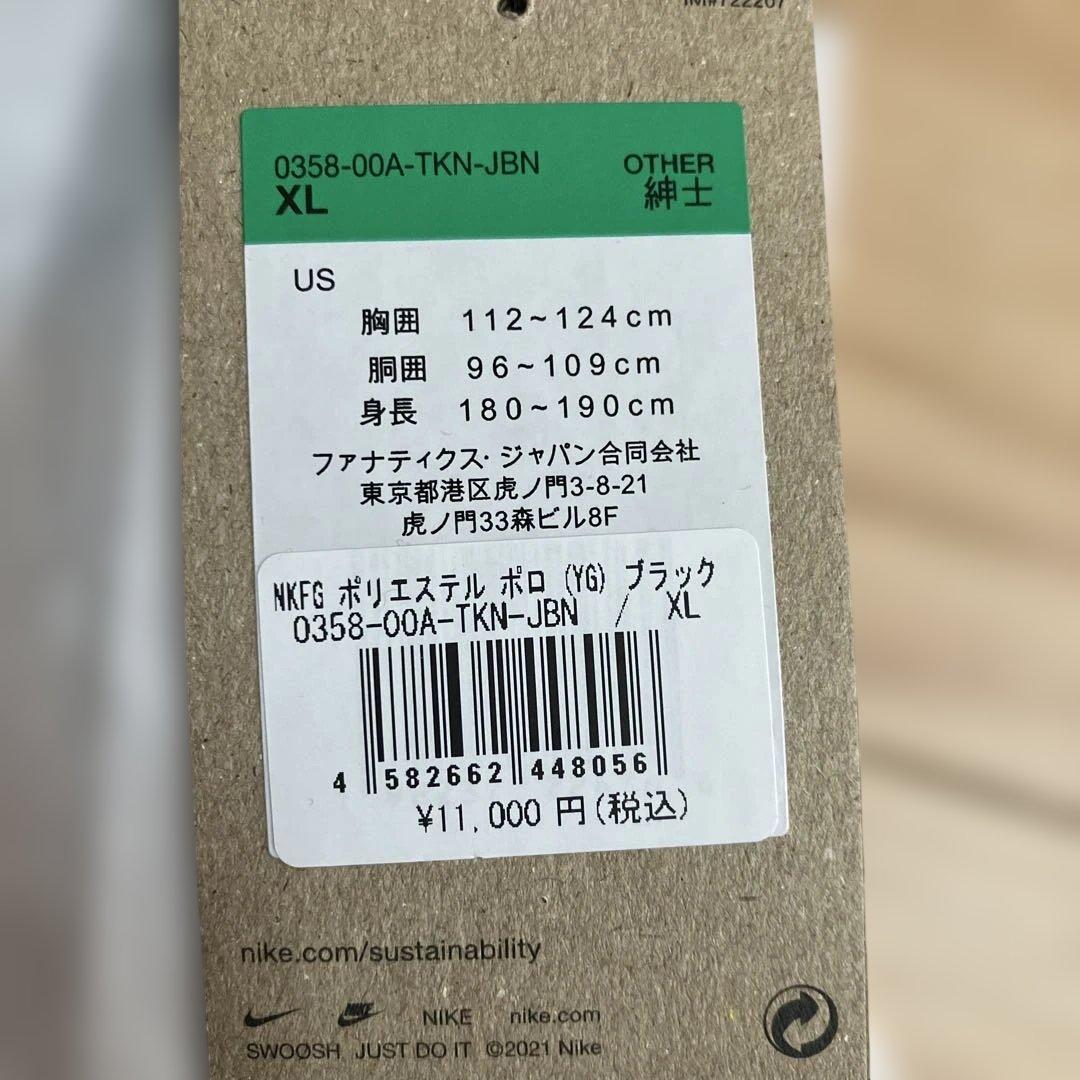 IM#722207
0358-00A-TKN-JBN OTHER
XL 紳士
US
胸囲 112~124cm
胴囲 96~109cm
身長 180~190cm
ファナティクス・ジャパン合同会社
東京都港区虎ノ門3-8-21
虎ノ門33森ビル8F
NKFG ポリエステル ポロ (YG) ブラック
0358-00A-TKN-JBN / XL
4 582662 448056
¥11,000 円(税込)
nike.com/sustainability
NIKE NIKE nike.com
SWOOSH JUST DO IT ©2021 Nike